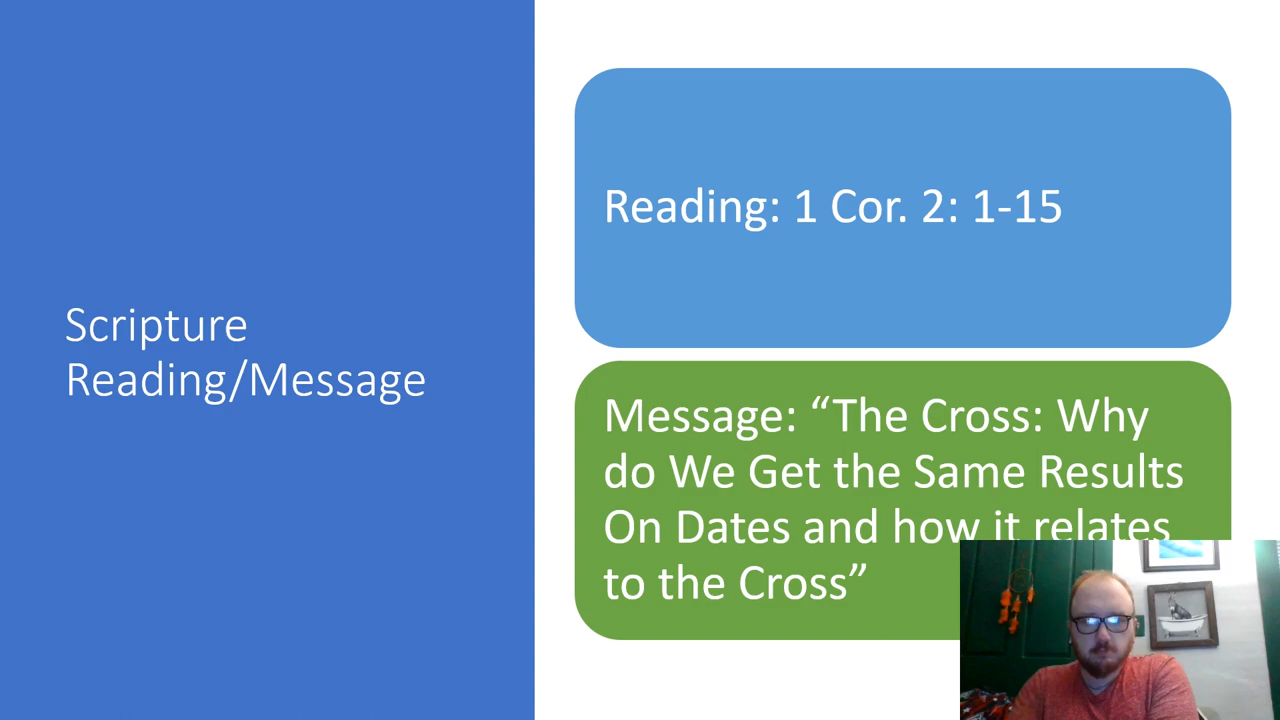 Scripture
Reading/Message
Reading: 1 Cor. 2: 1-15
Message: “The Cross: Why
do We Get the Same Results
On Dates and how it relates
to the Cross”